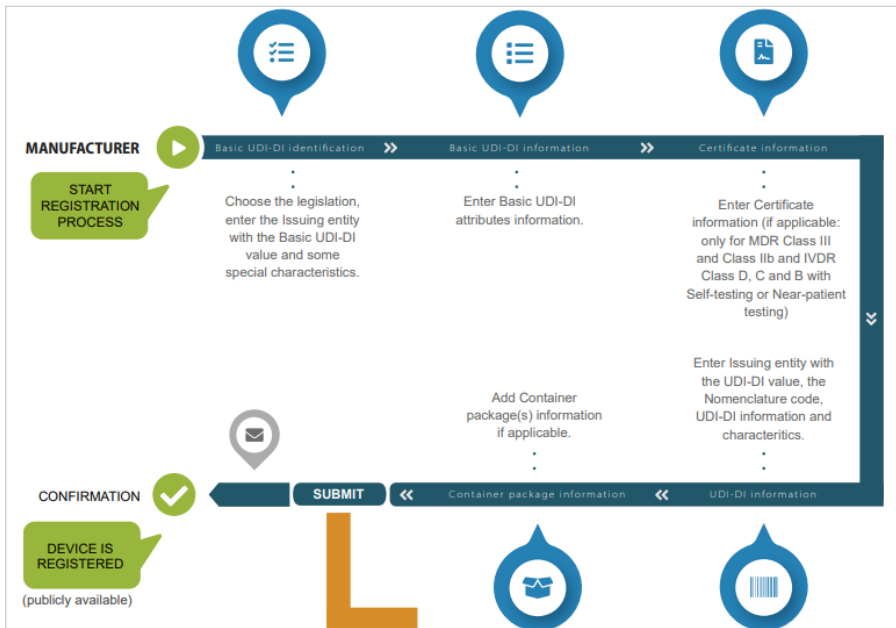 MANUFACTURER
Basic UDI-DI identification
Basic UDI-DI information
Certificate information
START
REGISTRATION
PROCESS
Choose the legislation,
enter the Issuing entity
with the Basic UDI-DI
value and some
special characteristics.
Enter Basic UDI-DI
attributes information.
Enter Certificate
information (if applicable:
only for MDR Class III
and Class IIb and IVDR
Class D, C and B with
Self-testing or Near-patient
testing)
Enter Issuing entity with
the UDI-DI value, the
Nomenclature code,
UDI-DI information and
characteritics.
Add Container
package(s) information
if applicable.
CONFIRMATION
SUBMIT
Container package information
UDI-DI information
DEVICE IS
REGISTERED
(publicly available)